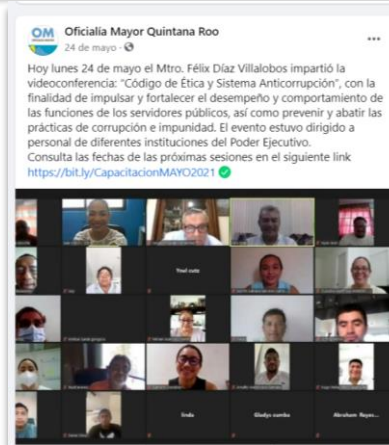 OM
Oficialía Mayor Quintana Roo
24 de mayo ·
Hoy lunes 24 de mayo el Mtro. Félix Díaz Villalobos impartió la
videoconferencia: "Código de Ética y Sistema Anticorrupción", con la
finalidad de impulsar y fortalecer el desempeño y comportamiento de
las funciones de los servidores públicos, así como prevenir y abatir las
prácticas de corrupción e impunidad. El evento estuvo dirigido a
personal de diferentes instituciones del Poder Ejecutivo.
Consulta las fechas de las próximas sesiones en el siguiente link
https://bit.ly/CapacitacionMAYO2021
linda
Abraham Reyes...